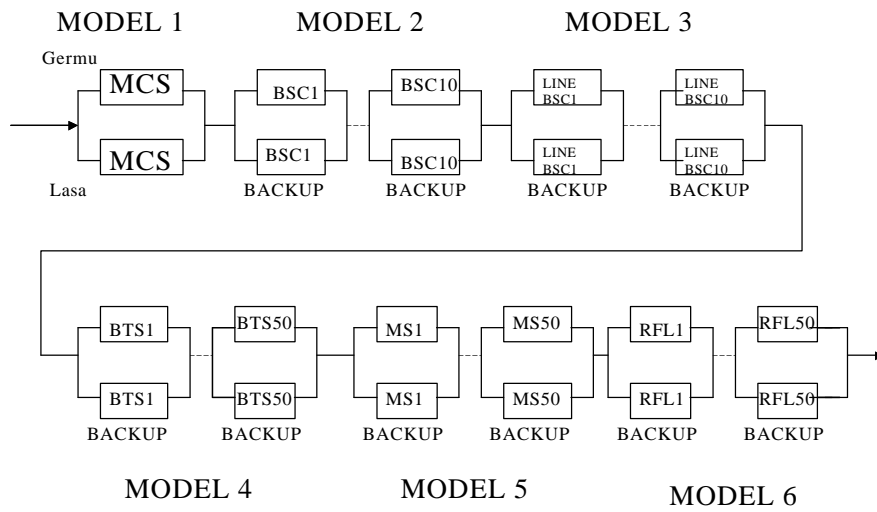 MODEL 1 MODEL 2 MODEL 3
Germu
MCS BSC1 BSC10 LINE BSC1 LINE BSC10
MCS BSC1 BSC10 LINE BSC1 LINE BSC10
Lasa BACKUP BACKUP BACKUP BACKUP
BTS1 BTS50 MS1 MS50 RFL1 RFL50
BTS1 BTS50 MS1 MS50 RFL1 RFL50
BACKUP BACKUP BACKUP BACKUP BACKUP BACKUP
MODEL 4 MODEL 5 MODEL 6